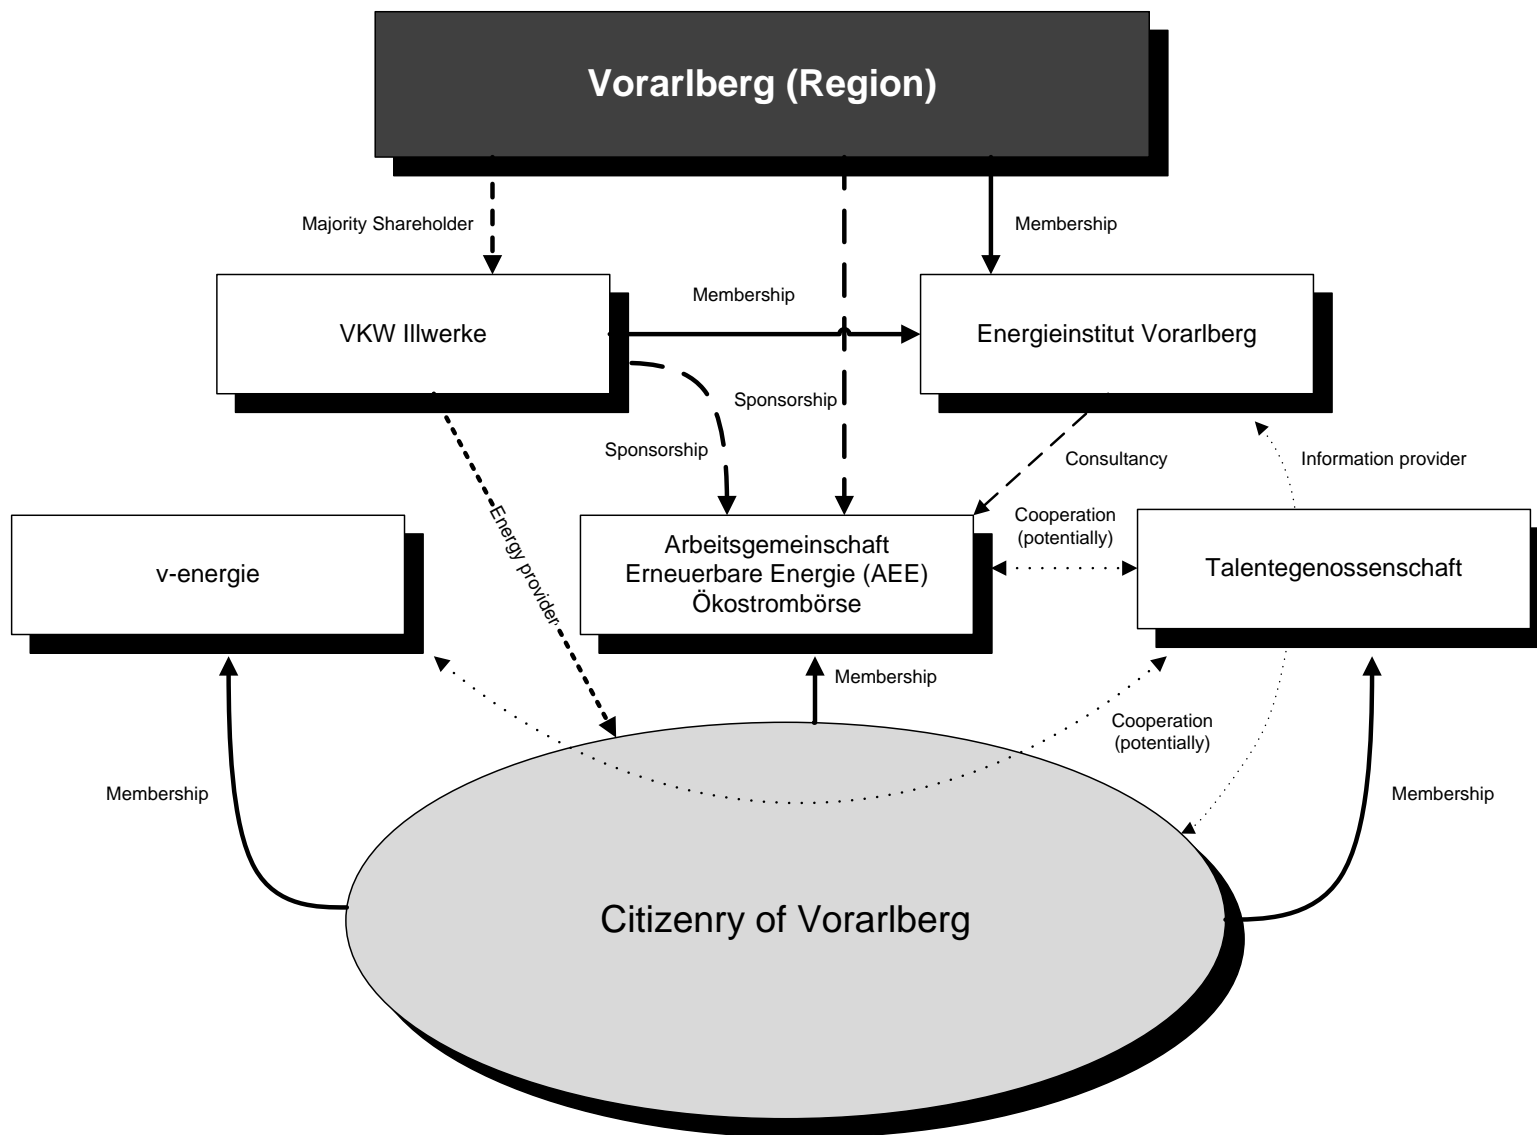 Vorarlberg (Region)
Majority Shareholder
Membership
Membership
VKW Illwerke
Energieinstitut Vorarlberg
Sponsorship
Sponsorship
Consultancy
Information provider
Energy provider
Cooperation
(potentially)
v-energie
Arbeitsgemeinschaft
Erneuerbare Energie (AEE)
Ökostrombörse
Talentegenossenschaft
Membership
Cooperation
(potentially)
Membership
Membership
Citizenry of Vorarlberg